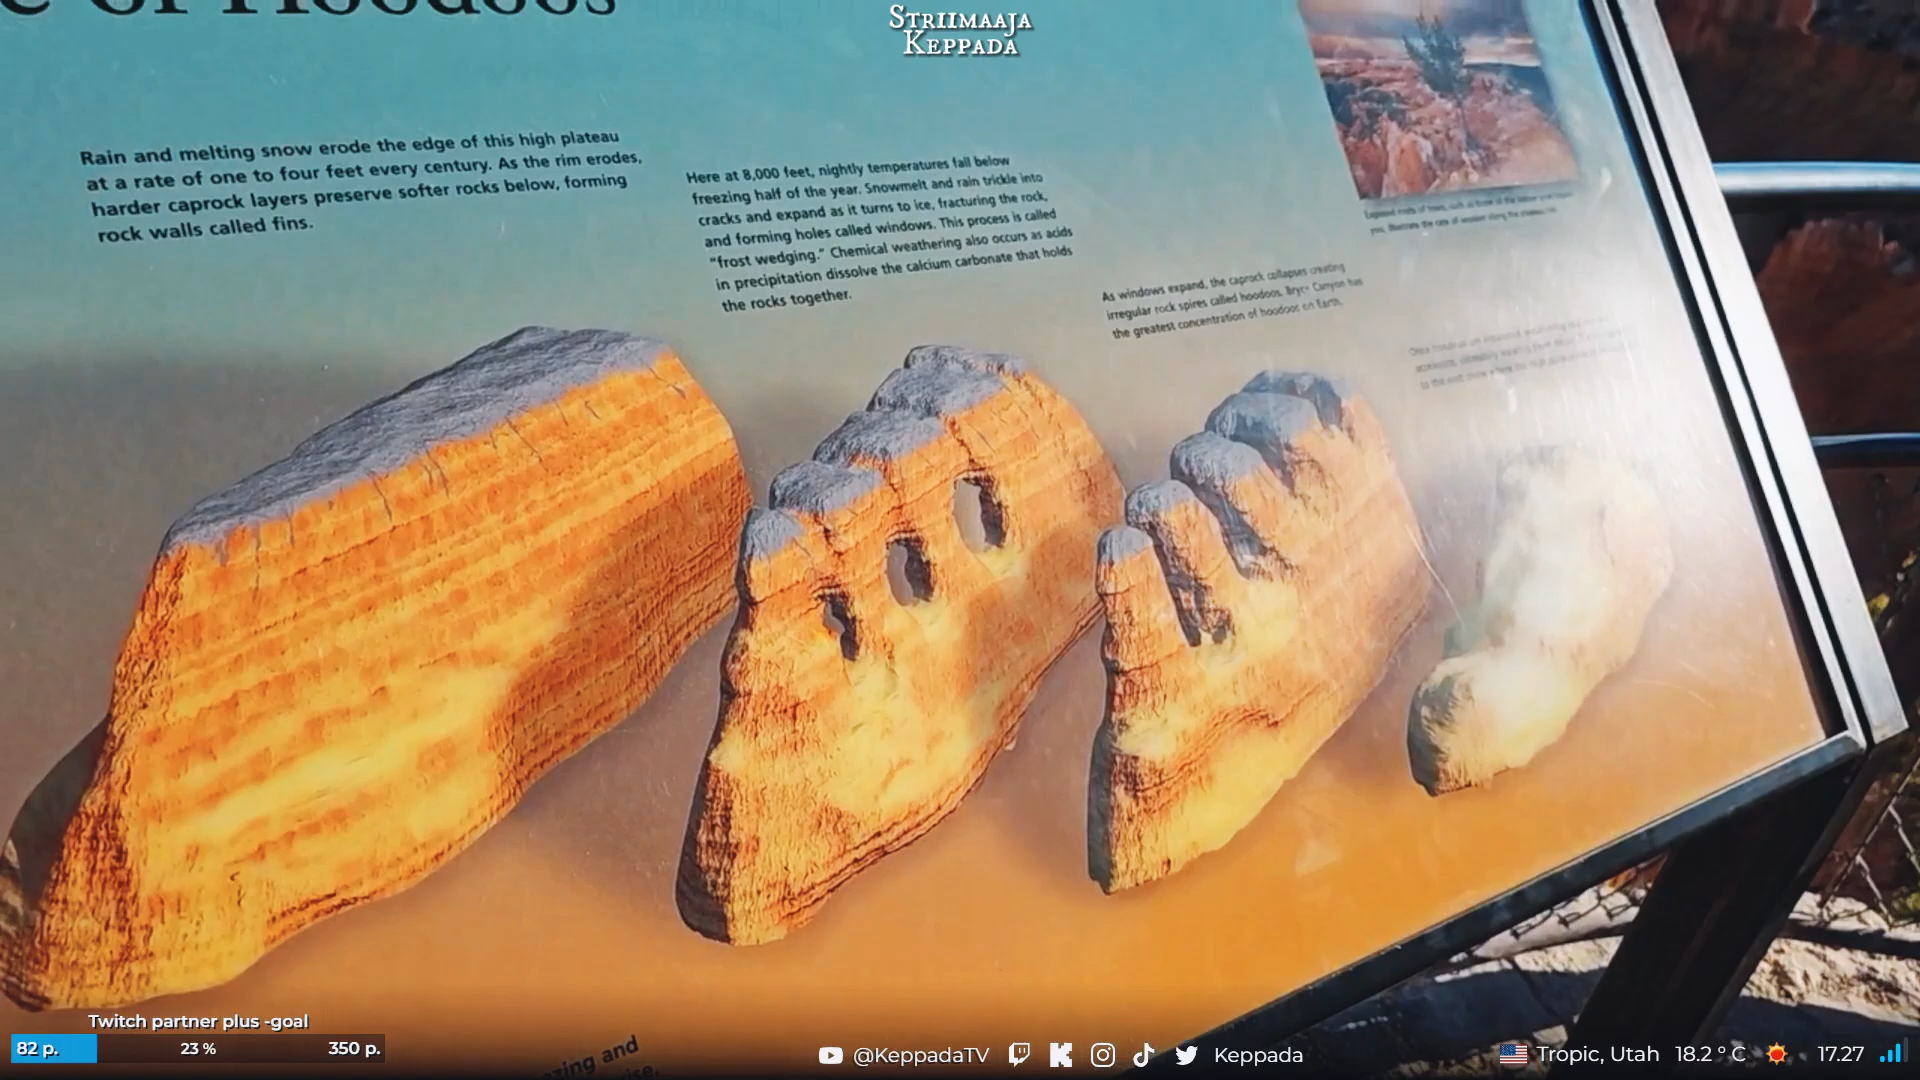 e of Hoodoos
STRIIMAAJA
KEPPADA
Rain and melting snow erode the edge of this high plateau
at a rate of one to four feet every century. As the rim erodes,
harder caprock layers preserve softer rocks below, forming
rock walls called fins.
Here at 8,000 feet, nightly temperatures fall below
freezing half of the year. Snowmelt and rain trickle into
cracks and expand as it turns to ice, fracturing the rock,
and forming holes called windows. This process is called
“frost wedging.” Chemical weathering also occurs as acids
in precipitation dissolve the calcium carbonate that holds
the rocks together.
As windows expand, the caprock collapses creating
irregular rock spires called hoodoos. Bryce Canyon has
the greatest concentration of hoodoos on Earth.
Twitch partner plus -goal
82 p.
23 %
350 p.
zing and
ise.
@KeppadaTV
Keppada
Tropic, Utah 18.2 ° C
17.27